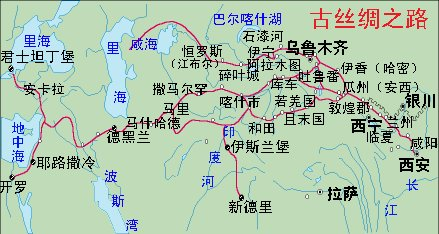 古丝绸之路
巴尔喀什湖
里海
里海
咸海
石漆河
恒罗斯
(江布尔)
伊宁
乌鲁木齐
君士坦丁堡
阿拉木图
碎叶城
吐鲁番
伊香(哈密)
安卡拉
撒马尔罕
库车
瓜州(安西)
银川
马里
喀什市
若羌国
敦煌郡
地中海
马什哈德
德黑兰
印度河
和田
且末国
西宁
兰州
临夏
咸阳
耶路撒冷
伊斯兰堡
西安
开罗
波斯湾
新德里
拉萨
长江